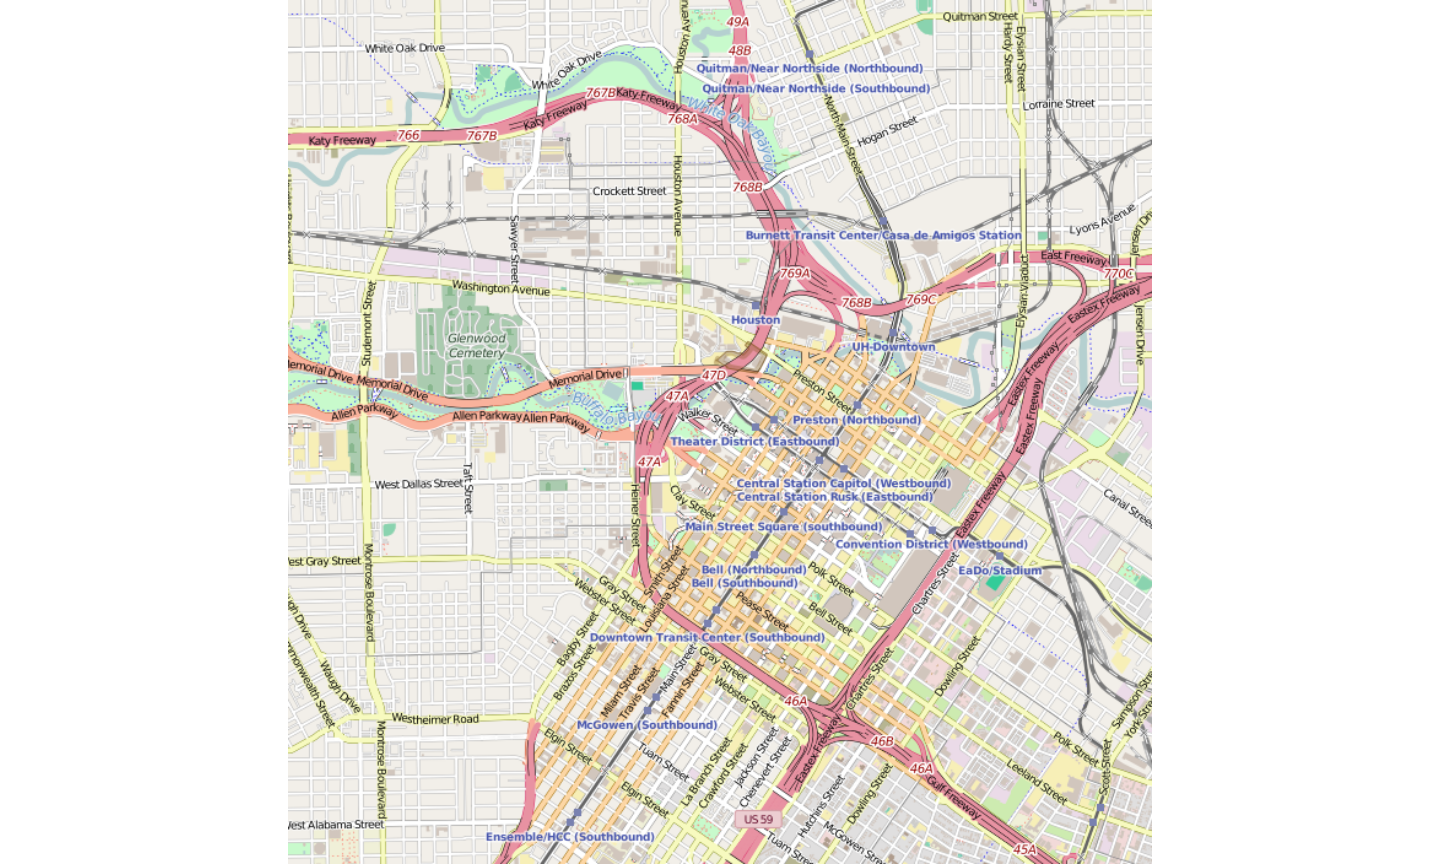 49A
Quitman Street
White Oak Drive
Houston Avenue
48B
Elysian Street
Hardy Street
White Oak Drive
Quitman/Near Northside (Northbound)
Quitman/Near Northside (Southbound)
767B
Katy Freeway
Lorraine Street
White Oak Bayou
North Main Street
Katy Freeway
768A
Hogan Street
Katy Freeway
766
767B
Crockett Street
768B
Houston Avenue
Sawyer Street
Lyons Avenue
Jensen Dri
Burnett Transit Center/Casa de Amigos Station
East Freeway
769A
770C
Washington Avenue
768B
769C
Elysian Viaduct
Eastex Freeway
Studemont Street
Houston
Glenwood
Cemetery
UH-Downtown
Jensen Drive
Memorial Drive
Memorial Drive
Memorial Drive
47D
Preston Street
Eastex Freeway
Allen Parkway
Allen Parkway
Allen Parkway
Buffalo Bayou
47A
Walker Street
Preston (Northbound)
Eastex Freeway
Theater District (Eastbound)
47A
Taft Street
West Dallas Street
Heiner Street
Clay Street
Central Station Capitol (Westbound)
Central Station Rusk (Eastbound)
Canal Street
Eastex Freeway
Main Street Square (southbound)
Convention District (Westbound)
est Gray Street
Montrose Boulevard
Smith Street
Bell (Northbound)
Bell (Southbound)
Polk Street
EaDo/Stadium
Chartres Street
Gray Street
Webster Street
Louisiana Street
Pease Street
Bell Street
gh Drive
Bagby Street
Downtown Transit Center (Southbound)
Dowling Street
Waugh Drive
mmonwealth Street
Brazos Street
Main Street
Gray Street
Chartres Street
Milam Street
Travis Street
Fannin Street
Webster Street
46A
Sampson Stre
York Stre
Westheimer Road
McGowen (Southbound)
Elgin Street
Eastex Freeway
46B
Polk Street
Montrose Boulevard
Tuam Street
Jackson Street
Chenevert Street
46A
Leeland Street
Scott Street
La Branch Street
Crawford Street
Elgin Street
Hutchins Street
Dowling Street
Gulf Freeway
US 59
est Alabama Street
Ensemble/HCC (Southbound)
McGowen Street
Tuam Street
45A